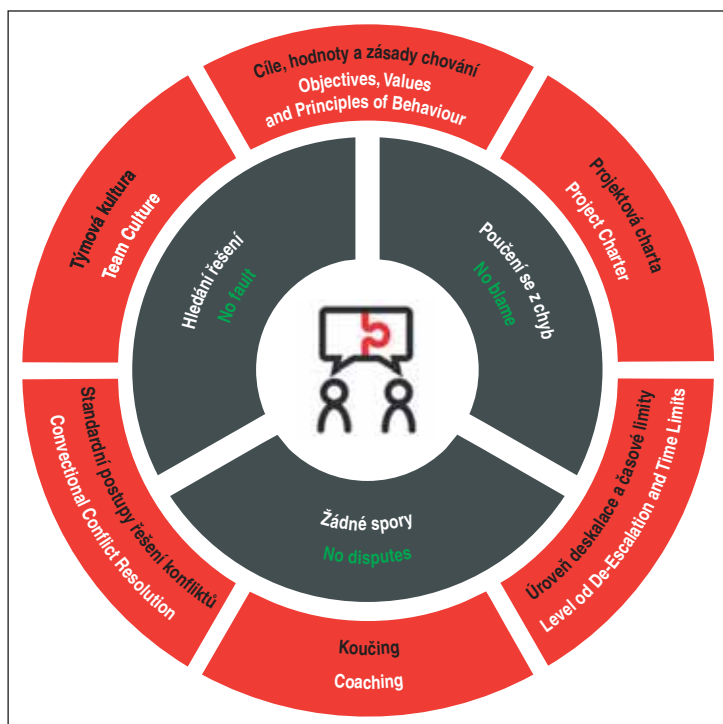 Cíle, hodnoty a zásady chování
Objectives, Values
and Principles of Behaviour
Projektová charta
Project Charter
Úroveň deskalace a časové limity
Level od De-Escalation and Time Limits
Koučing
Coaching
Standardní postupy řešení konfliktů
Convectional Conflict Resolution
Týmová kultura
Team Culture
Hledání řešení
No fault
Poučení se z chyb
No blame
Žádné spory
No disputes